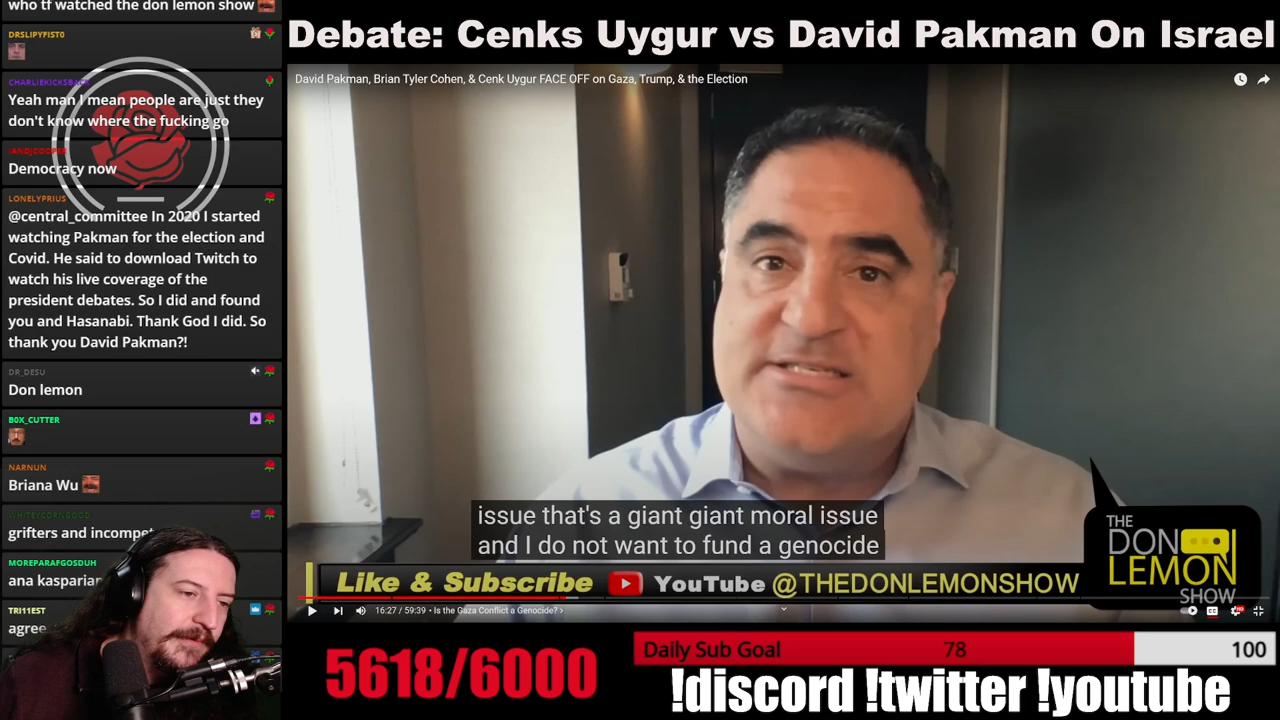 who tf watched the don lemon show
DRSLIPYFIST0
CHARLIEKICKSBACK
Yeah man I mean people are just they
don't know where the fucking go
Democracy now
LONELYPRIUS
@central_committee In 2020 I started
watching Pakman for the election and
Covid. He said to download Twitch to
watch his live coverage of the
president debates. So I did and found
you and Hasanabi. Thank God I did. So
thank you David Pakman?!
DR_DESU
Don lemon
B0X_CUTTER
NARNUN
Briana Wu
WHITEYCORNGOOD
grifters and incompet
MOREPARAFGOSDUH
ana kasparian
TRI11EST
agree
Debate: Cenks Uygur vs David Pakman On Israel
David Pakman, Brian Tyler Cohen, & Cenk Uygur FACE OFF on Gaza, Trump, & the Election
issue that's a giant giant moral issue
and I do not want to fund a genocide
THE
DON
LEMON
SHOW
Like & Subscribe YouTube @THEDONLEMONSHOW
16:27 / 59:39 • Is the Gaza Conflict a Genocide? ›
Daily Sub Goal 78 100
5618/6000
!discord !twitter !youtube